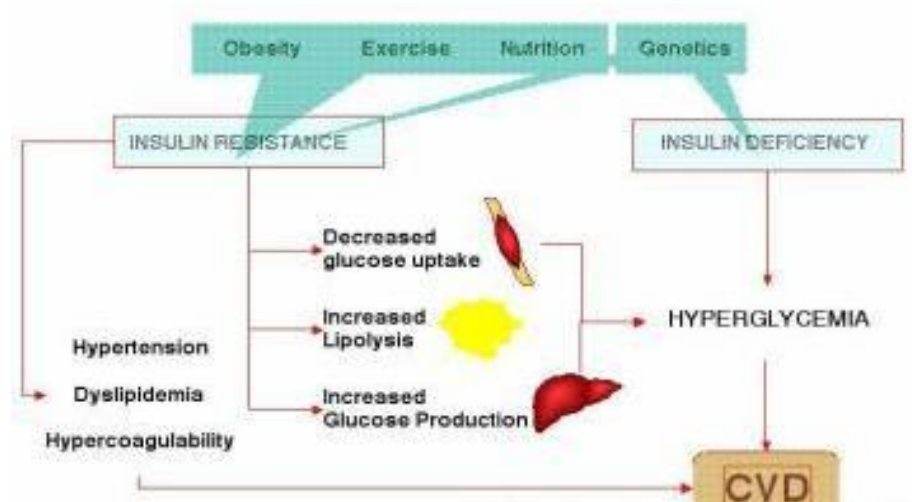 Obesity Exercise Nutrition Genetics
INSULIN RESISTANCE
INSULIN DEFICIENCY
Decreased
glucose uptake
Increased
Lipolysis
Increased
Glucose Production
HYPERGLYCEMIA
Hypertension
Dyslipidemia
Hypercoagulability
CVD